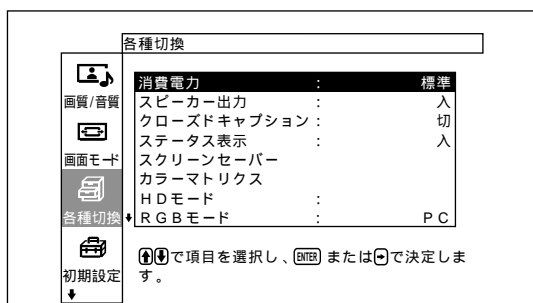 各種切換
画質/音質
画面モード
各種切換
初期設定
消費電力 : 標準
スピーカー出力 : 入
クローズドキャプション : 切
ステータス表示 : 入
スクリーンセーバー
カラーマトリクス
HDモード :
RGBモード : PC
で項目を選択し、ENTER または で決定しま
す。